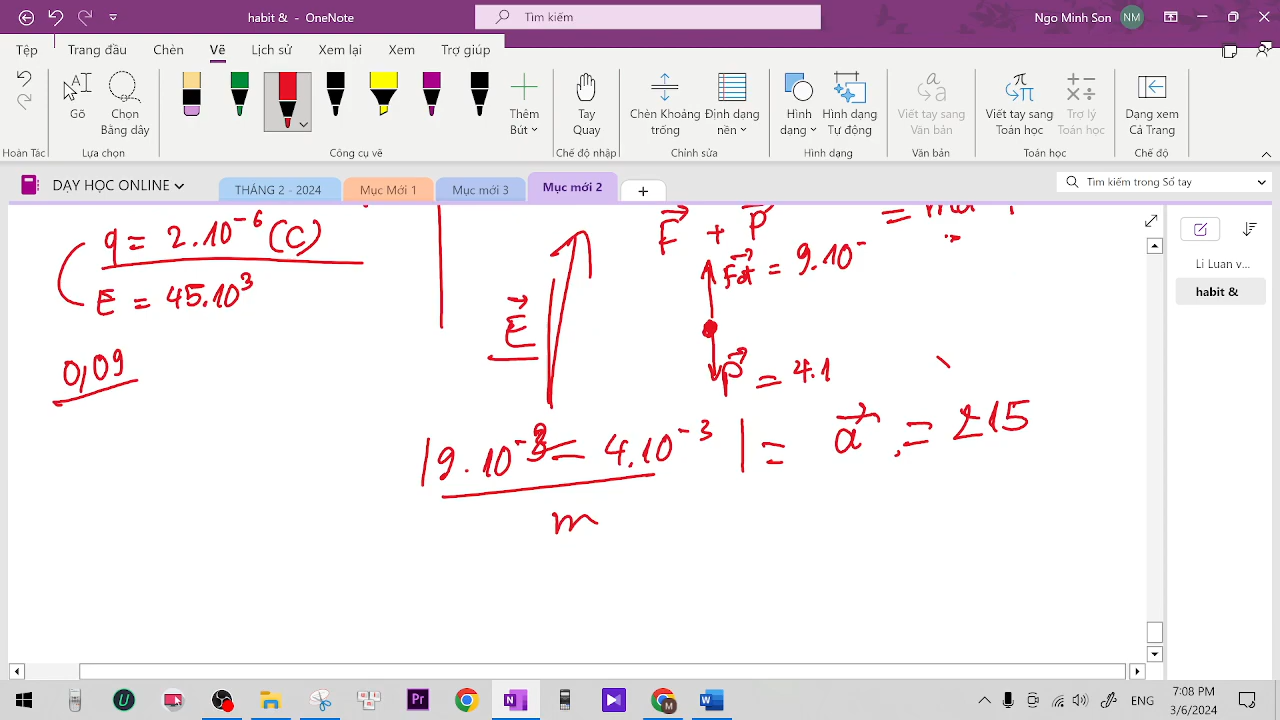 habit & - OneNote
Tìm kiếm
Ngo Minh Son NM
Tệp Trang đầu Chèn Vẽ Lịch sử Xem lại Xem Trợ giúp
Gõ
Chọn Bằng dây
Thêm Bút
Tay Quay
Chèn Khoảng trống
Định dạng nền
Hình dạng
Hình dạng Tự động
Viết tay sang Văn bản
Viết tay sang Toán học
Trợ lý Toán học
Dạng xem Cả Trang
Hoàn Tác Lựa chọn Công cụ vẽ Chế độ nhập Chỉnh sửa Hình dạng Văn bản Toán học Chế độ
DẠY HỌC ONLINE THÁNG 2 - 2024 Mục Mới 1 Mục mới 3 Mục mới 2 +
Tìm kiếm trong Sổ tay
Li Luan v...
habit &
q = 2.10⁻⁶ (C)
E = 45.10³
0,09
E⃗
F⃗ + P⃗ =
F⃗đt = 9.10⁻
P⃗ = 4.1
|9.10⁻ 4.10⁻³| = a⃗ = 215
m
ENG
7:08 PM
3/6/2024